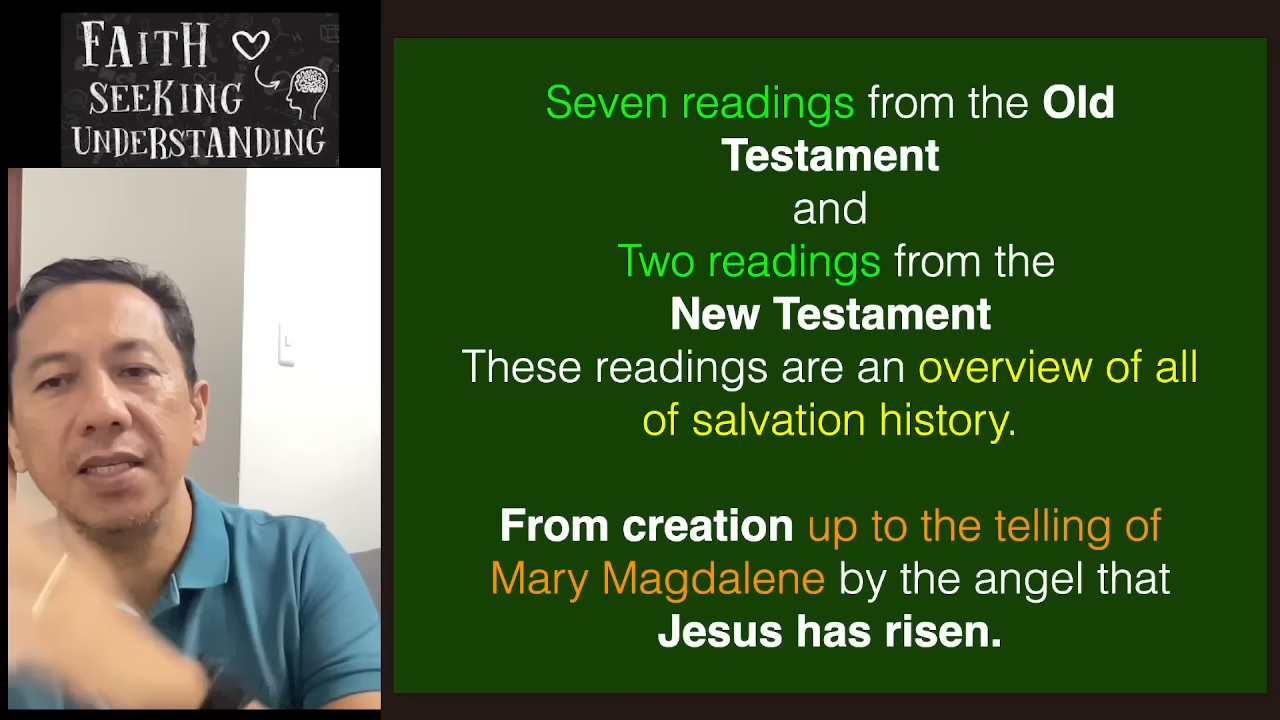 FAITH
SEEKING
UNDERSTANDING
Seven readings from the Old
Testament
and
Two readings from the
New Testament
These readings are an overview of all
of salvation history.
From creation up to the telling of
Mary Magdalene by the angel that
Jesus has risen.